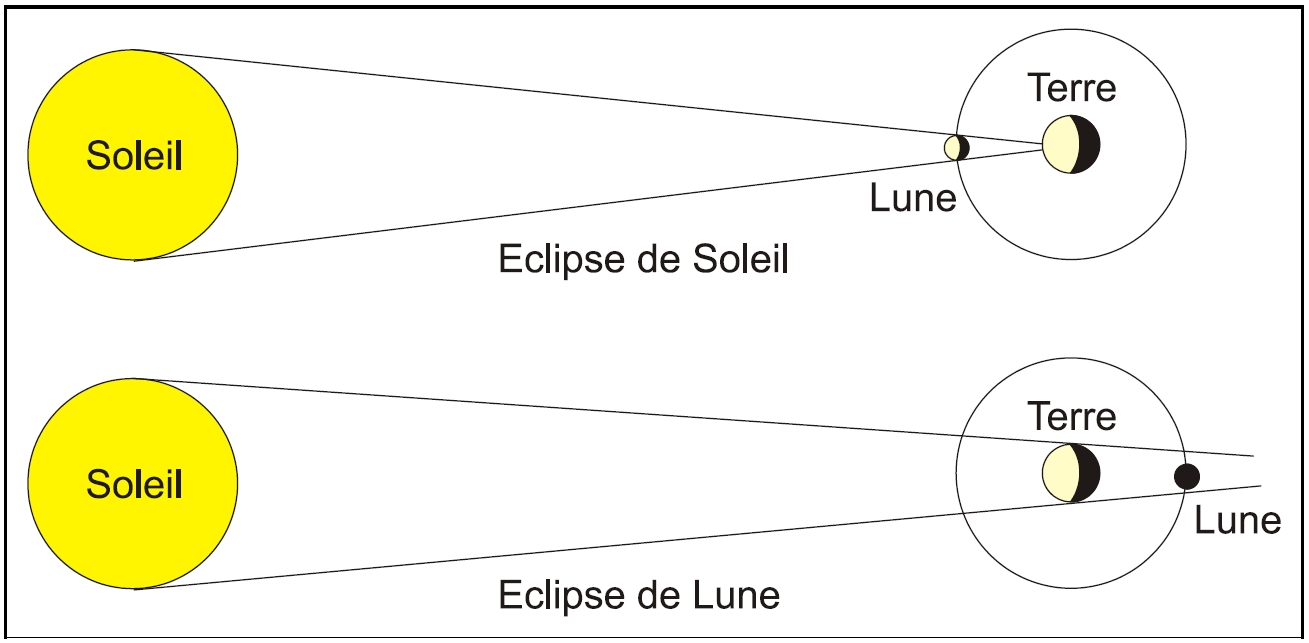 Terre
Soleil
Lune
Eclipse de Soleil
Terre
Soleil
Lune
Eclipse de Lune